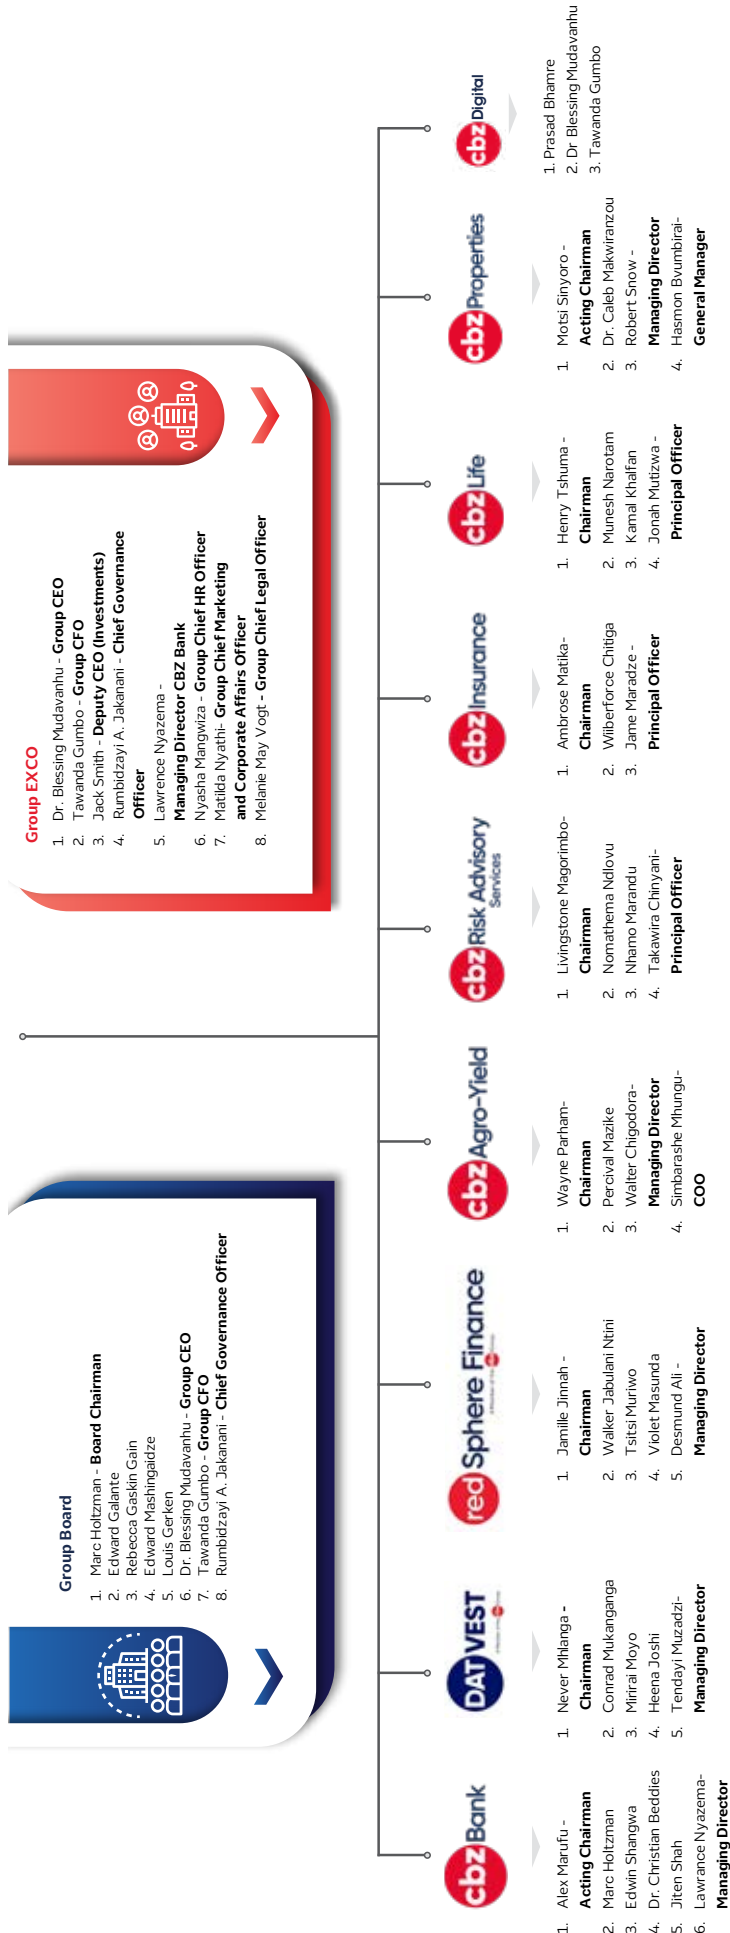 Group Board
1. Marc Holtzman - Board Chairman
2. Edward Galante
3. Rebecca Gaskin Gain
4. Edward Mashingaidze
5. Louis Gerken
6. Dr. Blessing Mudavanhu - Group CEO
7. Tawanda Gumbo - Group CFO
8. Rumbidzayi A. Jakanani - Chief Governance Officer
Group EXCO
1. Dr. Blessing Mudavanhu - Group CEO
2. Tawanda Gumbo - Group CFO
3. Jack Smith - Deputy CEO (Investments)
4. Rumbidzayi A. Jakanani - Chief Governance
Officer
5. Lawrence Nyazema -
Managing Director CBZ Bank
6. Nyasha Mangwiza - Group Chief HR Officer
7. Matilda Nyathi- Group Chief Marketing
and Corporate Affairs Officer
8. Melanie May Vogt - Group Chief Legal Officer
cbz Bank
1. Alex Marufu -
Acting Chairman
2. Marc Holtzman
3. Edwin Shangwa
4. Dr. Christian Beddies
5. Jiten Shah
6. Lawrance Nyazema-
Managing Director
DATVEST
1. Never Mhlanga -
Chairman
2. Conrad Mukanganga
3. Mirirai Moyo
4. Heena Joshi
5. Tendayi Muzadzi-
Managing Director
red Sphere Finance
1. Jamille Jinnah -
Chairman
2. Walker Jabulani Ntini
3. Tsitsi Muriwo
4. Violet Masunda
5. Desmund Ali -
Managing Director
cbz Agro-Yield
1. Wayne Parham-
Chairman
2. Percival Mazike
3. Walter Chigodora-
Managing Director
4. Simbarashe Mhungu-
COO
cbz Risk Advisory
Services
1. Livingstone Magorimbo-
Chairman
2. Nomathema Ndlovu
3. Nhamo Marandu
4. Takawira Chinyani-
Principal Officer
cbz Insurance
1. Ambrose Matika-
Chairman
2. Wilberforce Chitiga
3. Jame Maradze -
Principal Officer
cbz Life
1. Henry Tshuma -
Chairman
2. Munesh Narotam
3. Kamal Khalfan
4. Jonah Mutizwa -
Principal Officer
cbz Properties
1. Motsi Sinyoro -
Acting Chairman
2. Dr. Caleb Makwiranzou
3. Robert Snow -
Managing Director
4. Hasmon Bvumbirai-
General Manager
cbz Digital
1. Prasad Bhamre
2. Dr Blessing Mudavanhu
3. Tawanda Gumbo